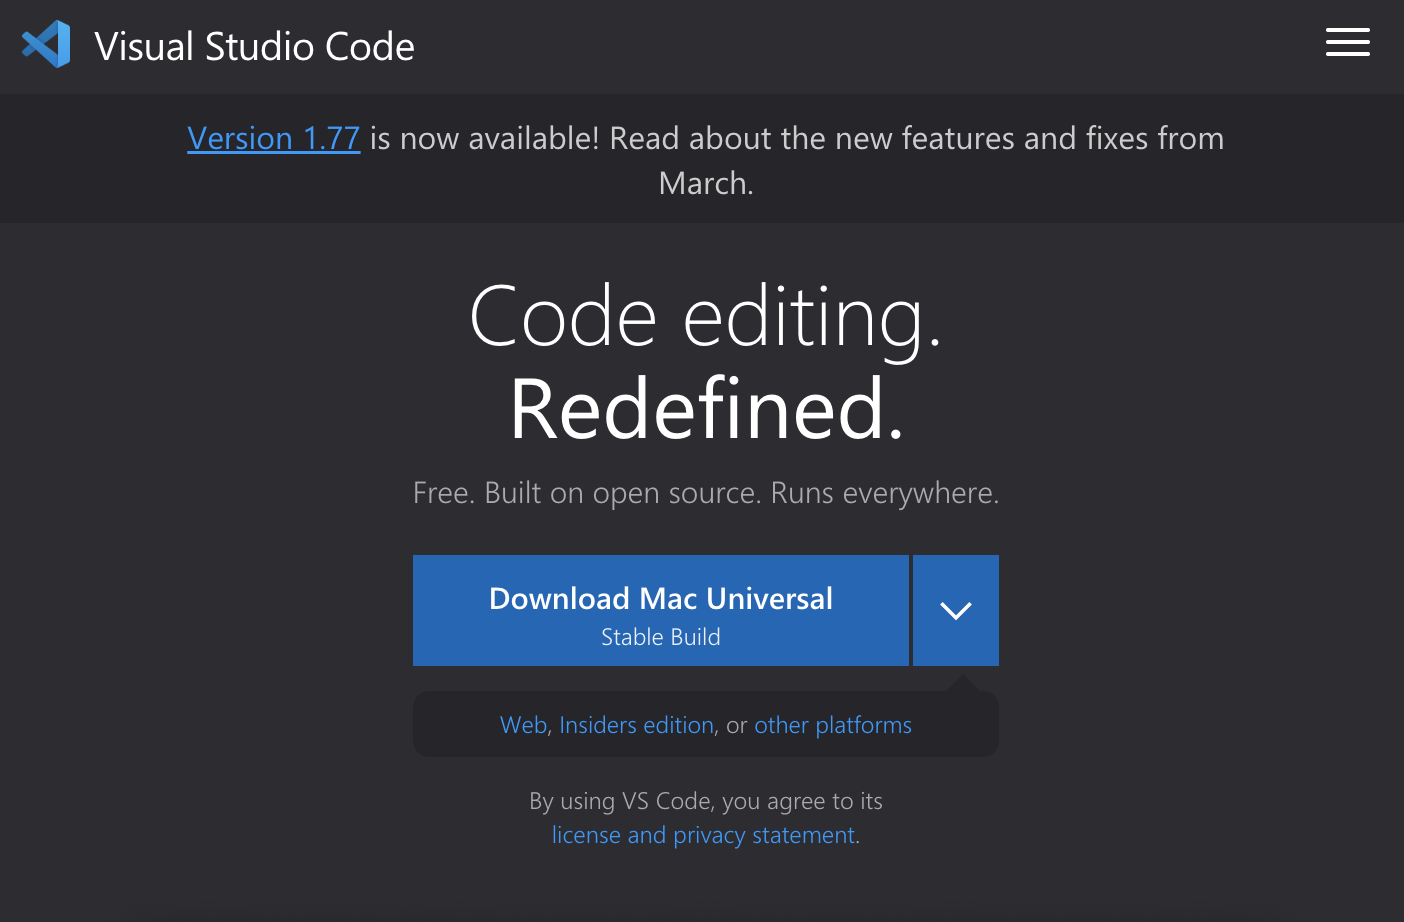 Visual Studio Code
Version 1.77 is now available! Read about the new features and fixes from
March.
Code editing.
Redefined.
Free. Built on open source. Runs everywhere.
Download Mac Universal
Stable Build
Web, Insiders edition, or other platforms
By using VS Code, you agree to its
license and privacy statement.